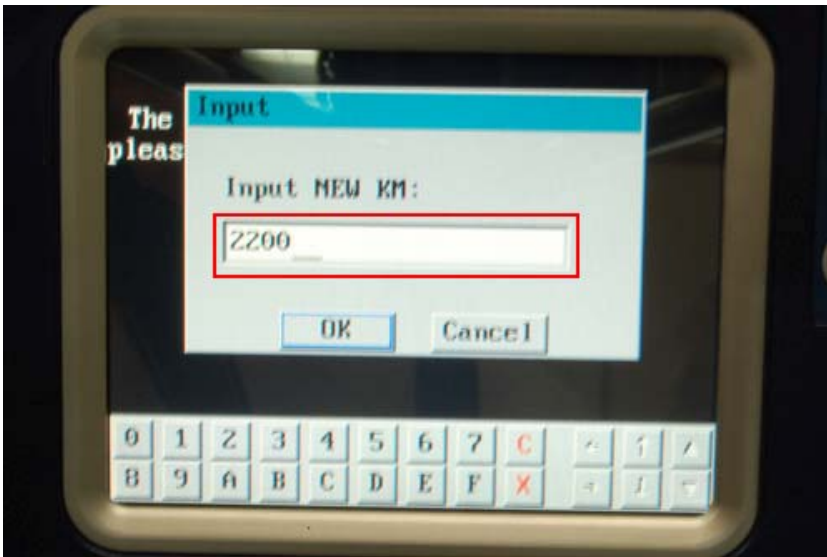 Input
The
pleas
Input NEW KM:
2200
OK Cancel
0 1 2 3 4 5 6 7 C
8 9 A B C D E F X